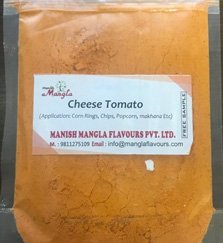 Mangla
Cheese Tomato
(Application: Corn Rings, Chips, Popcorn, makhana Etc)
FREE SAMPLE
MANISH MANGLA FLAVOURS PVT. LTD.
M. : 9811275109 Email : info@manglaflavours.com